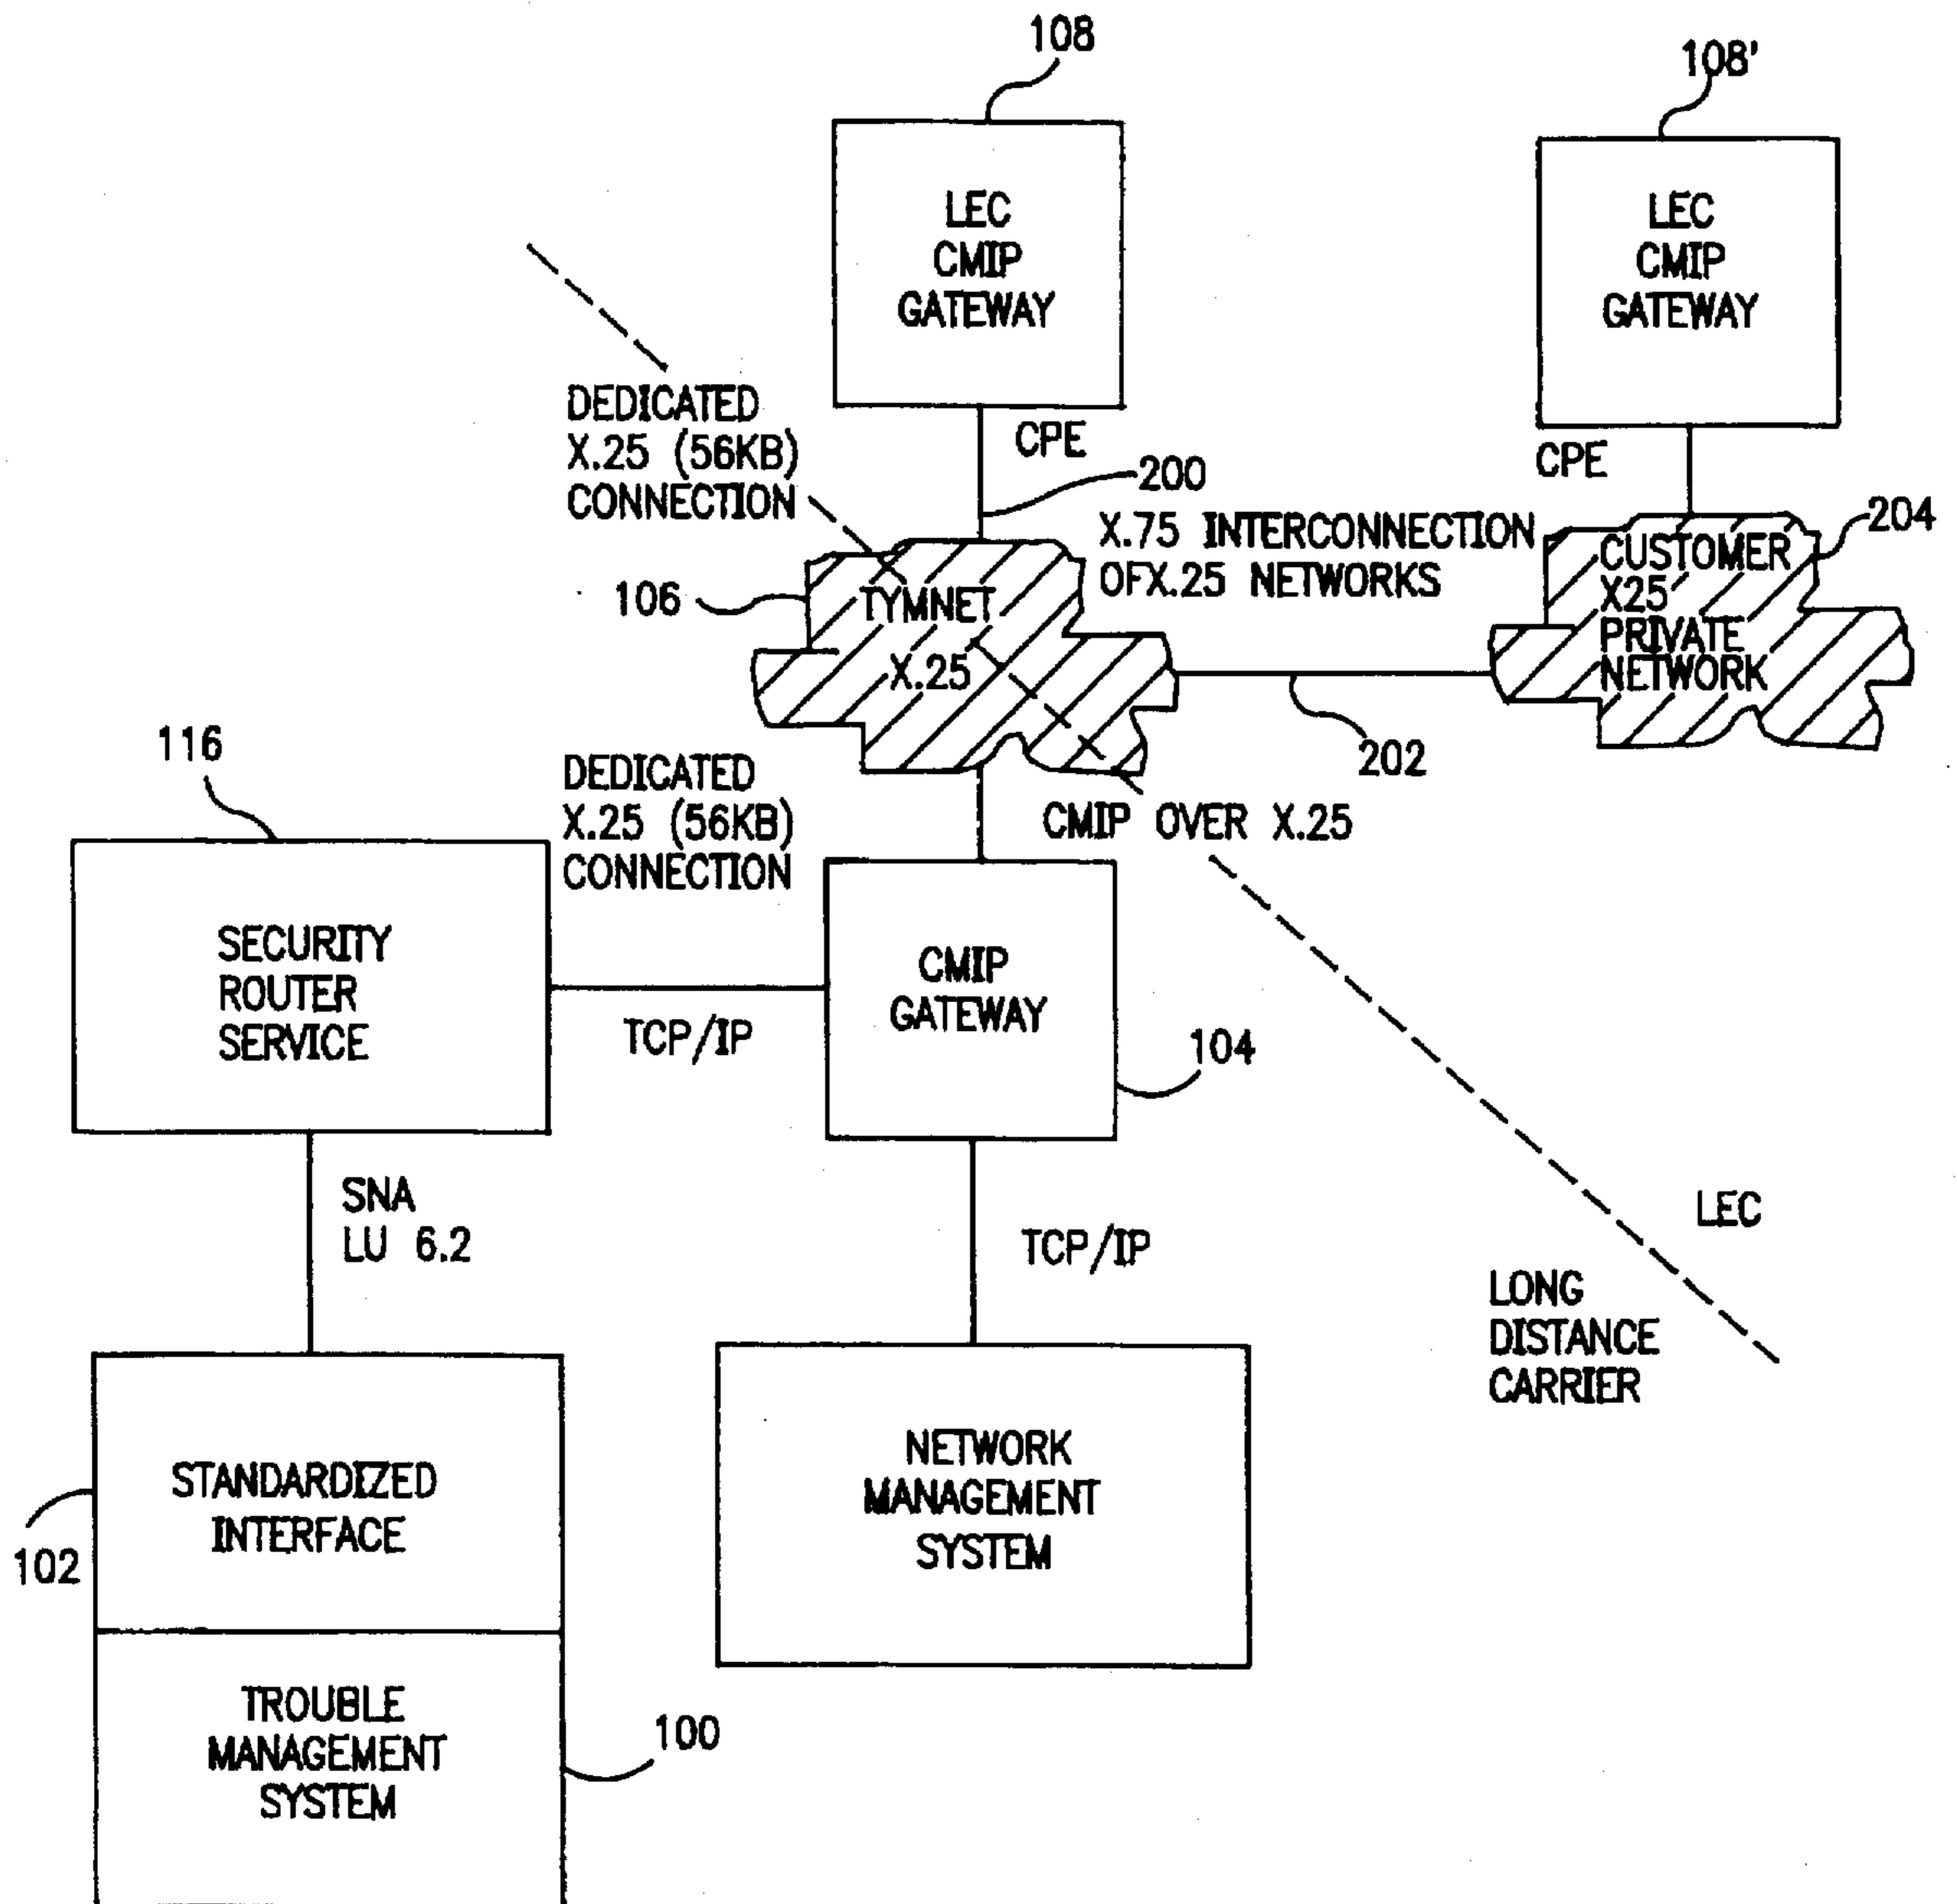 108
108'
LEC
CMIP
GATEWAY
LEC
CMIP
GATEWAY
DEDICATED
X.25 (56KB)
CONNECTION
CPE
CPE
200
X.75 INTERCONNECTION
OFX.25 NETWORKS
204
106
TYMNET
X.25
CUSTOMER
X25
PRIVATE
NETWORK
202
116
DEDICATED
X.25 (56KB)
CONNECTION
CMIP OVER X.25
SECURITY
ROUTER
SERVICE
TCP/IP
CMIP
GATEWAY
104
SNA
LU 6.2
TCP/IP
LEC
LONG
DISTANCE
CARRIER
STANDARDIZED
INTERFACE
102
NETWORK
MANAGEMENT
SYSTEM
TROUBLE
MANAGEMENT
SYSTEM
100